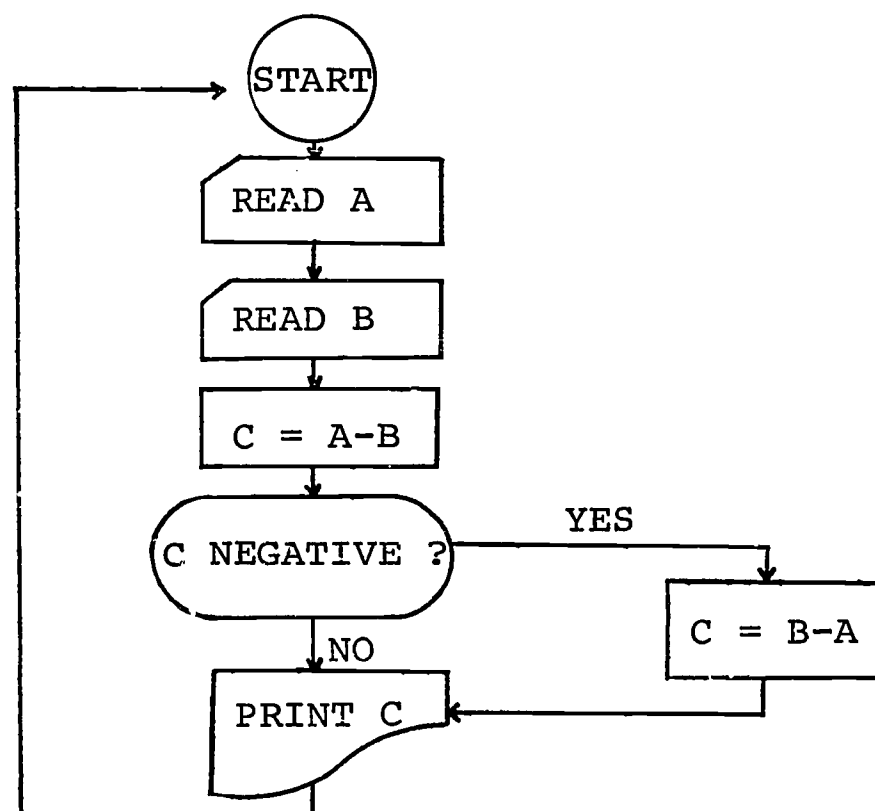 START
READ A
READ B
C = A-B
C NEGATIVE ?
YES
C = B-A
NO
PRINT C